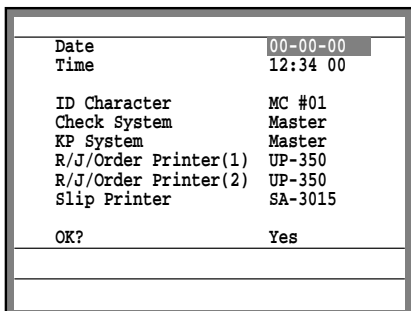 Date 00-00-00
Time 12:34 00
ID Character MC #01
Check System Master
KP System Master
R/J/Order Printer(1) UP-350
R/J/Order Printer(2) UP-350
Slip Printer SA-3015
OK? Yes